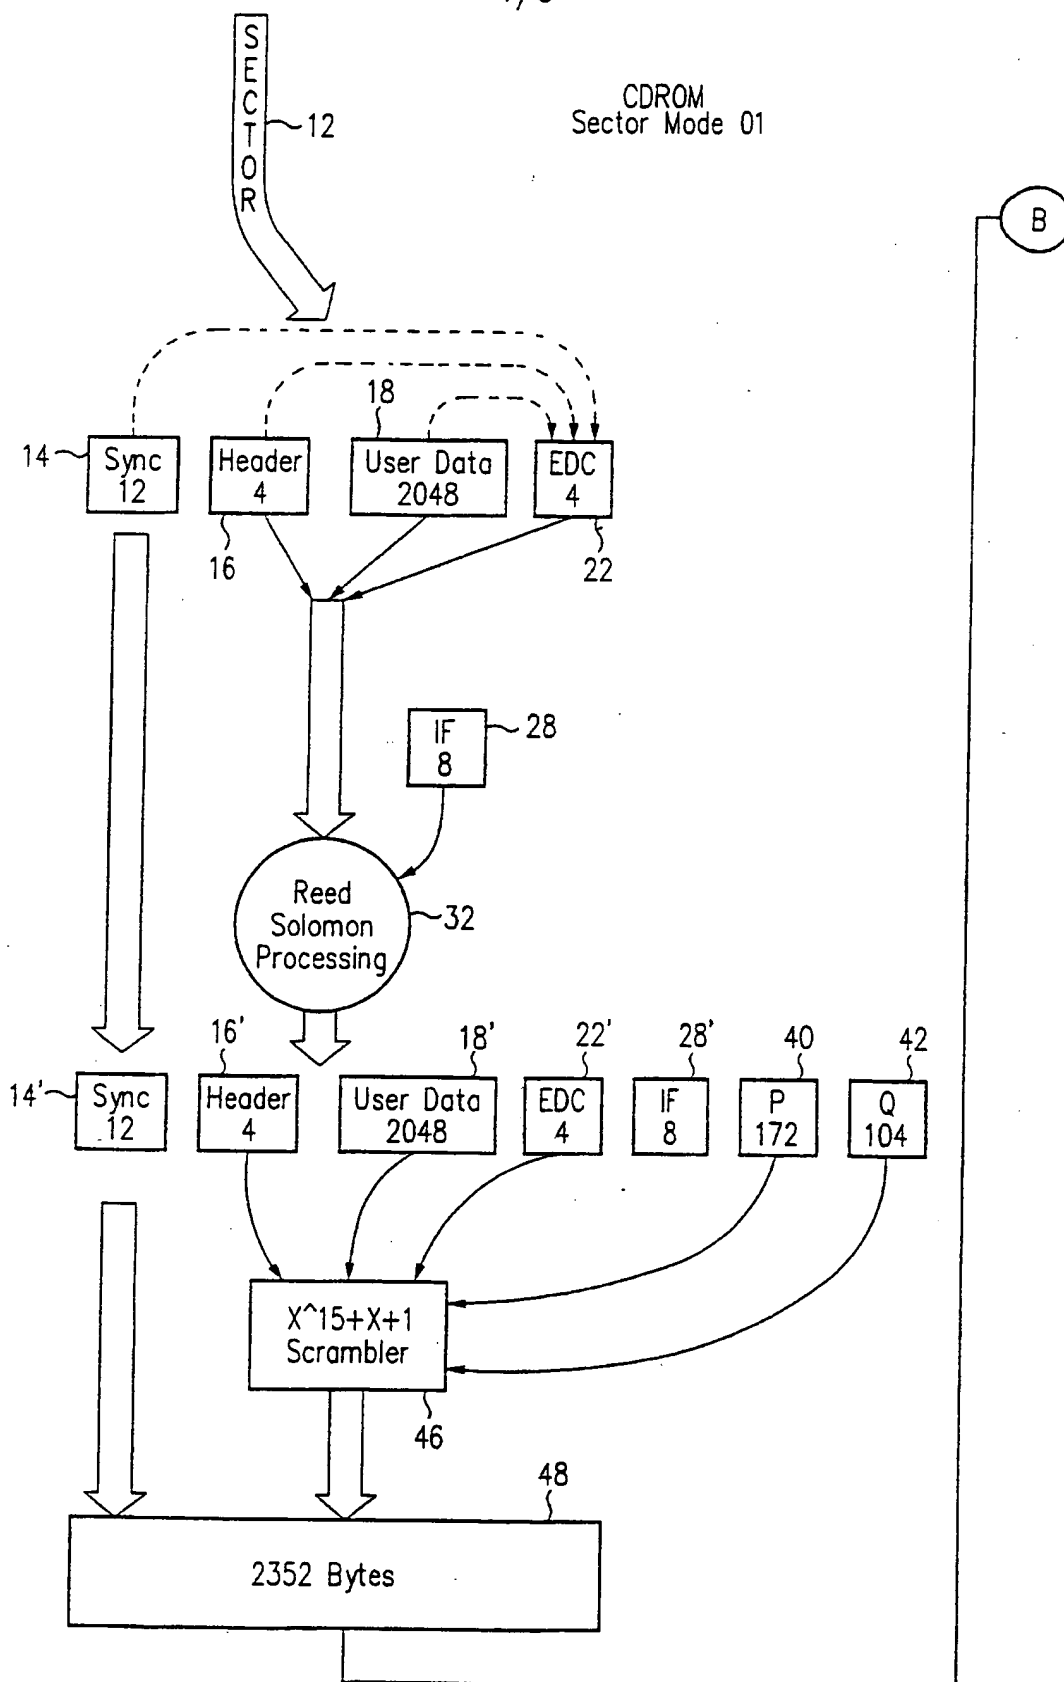 SECTOR
12
CDROM
Sector Mode 01
B
18
14
Sync
12
Header
4
User Data
2048
EDC
4
16
22
IF
8
28
Reed
Solomon
Processing
32
16'
18'
22'
28'
40
42
14'
Sync
12
Header
4
User Data
2048
EDC
4
IF
8
P
172
Q
104
X^15+X+1
Scrambler
46
48
2352 Bytes